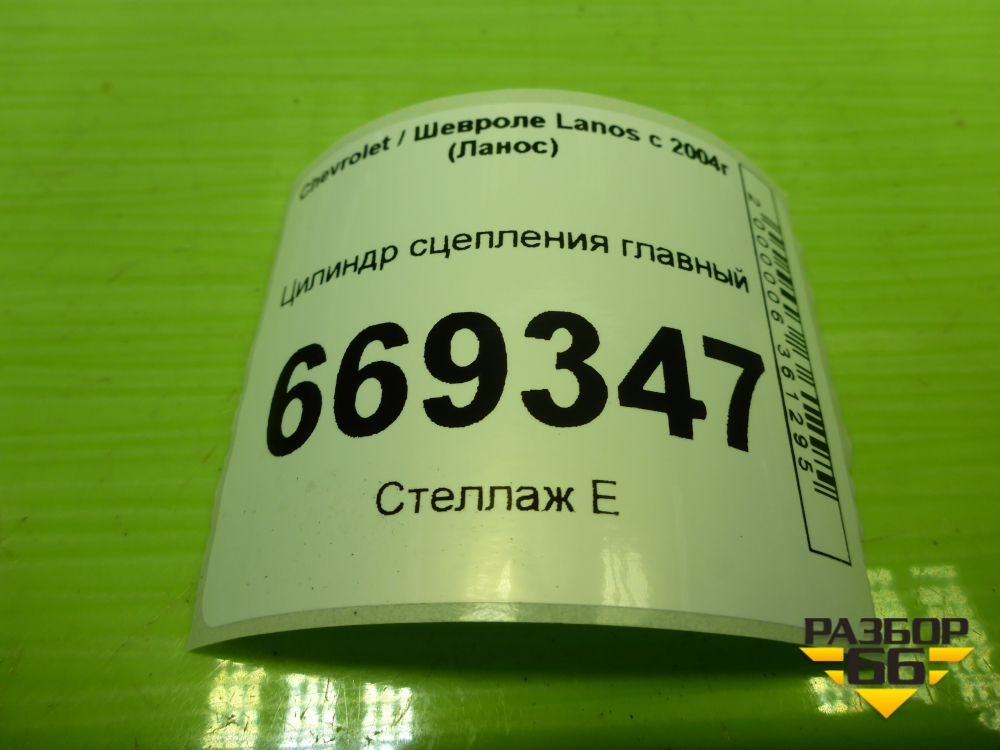 Chevrolet / Шевроле Lanos с 2004г
(Ланос)
Цилиндр сцепления главный
669347
Стеллаж Е
2000006361295
РАЗБОР
66